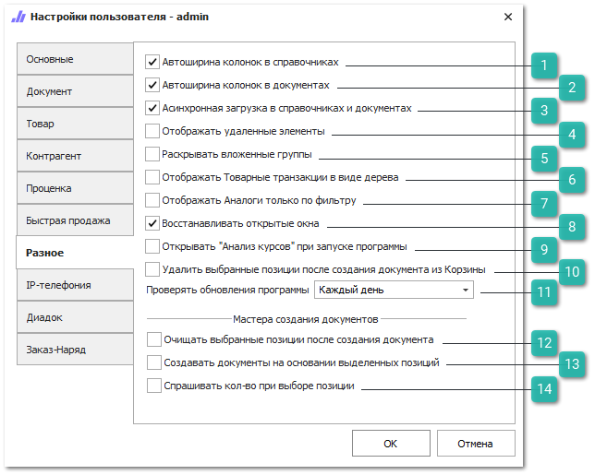 Настройки пользователя - admin
Основные
Документ
Товар
Контрагент
Проценка
Быстрая продажа
Разное
IP-телефония
Диадок
Заказ-Наряд
Автоширина колонок в справочниках 1
Автоширина колонок в документах 2
Асинхронная загрузка в справочниках и документах 3
Отображать удаленные элементы 4
Раскрывать вложенные группы 5
Отображать Товарные транзакции в виде дерева 6
Отображать Аналоги только по фильтру 7
Восстанавливать открытые окна 8
Открывать "Анализ курсов" при запуске программы 9
Удалить выбранные позиции после создания документа из Корзины 10
Проверять обновления программы Каждый день 11
Мастера создания документов
Очищать выбранные позиции после создания документа 12
Создавать документы на основании выделенных позиций 13
Спрашивать кол-во при выборе позиции 14
ОК Отмена